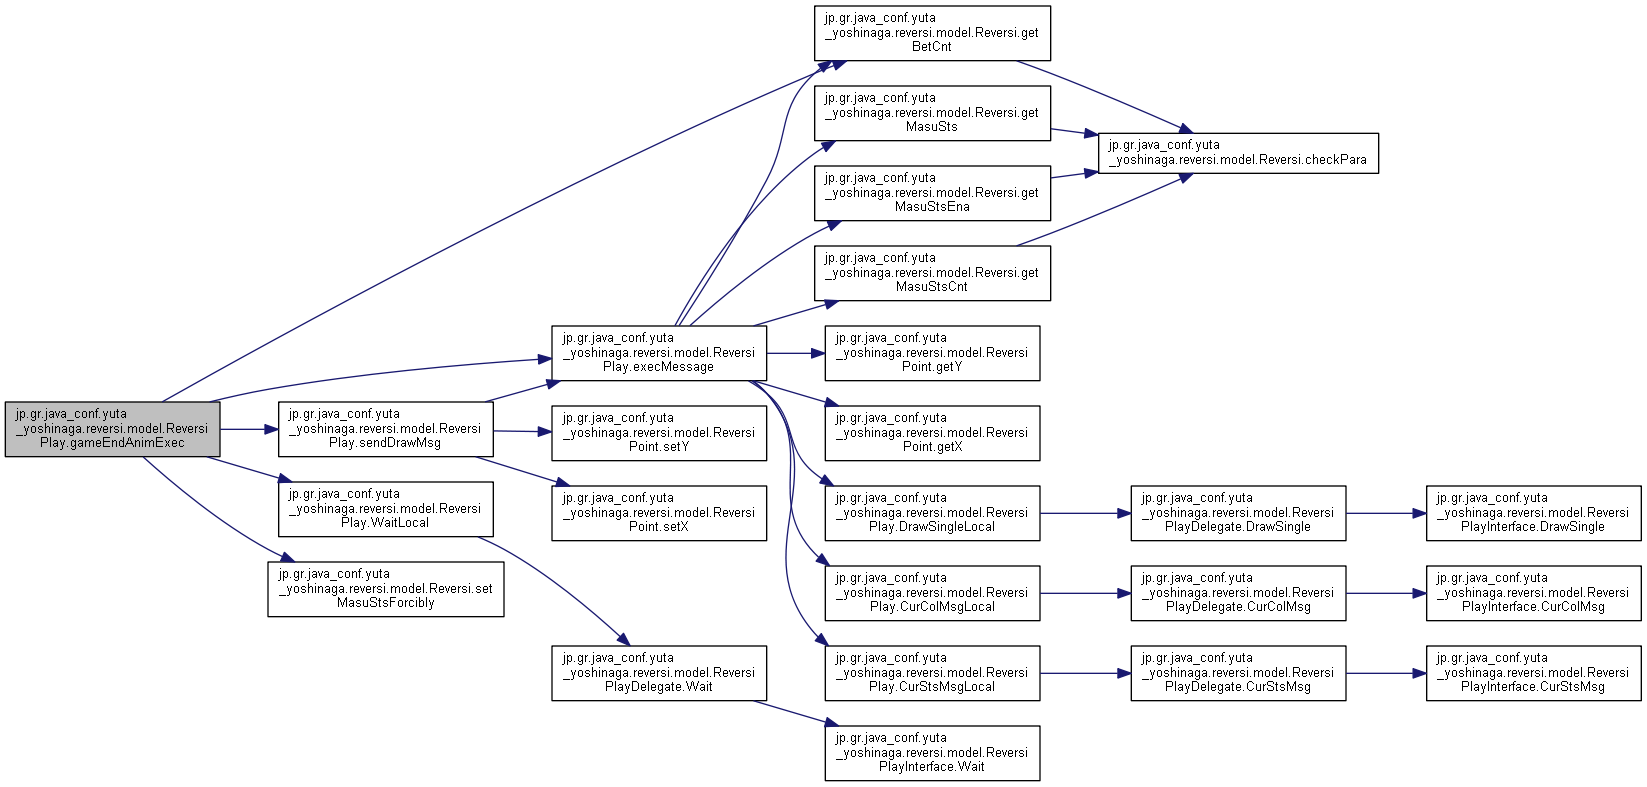 jp.gr.java_conf.yuta
_yoshinaga.reversi.model.Reversi
Play.gameEndAnimExec
jp.gr.java_conf.yuta
_yoshinaga.reversi.model.Reversi.get
BetCnt
jp.gr.java_conf.yuta
_yoshinaga.reversi.model.Reversi.get
MasuSts
jp.gr.java_conf.yuta
_yoshinaga.reversi.model.Reversi.checkPara
jp.gr.java_conf.yuta
_yoshinaga.reversi.model.Reversi.get
MasuStsEna
jp.gr.java_conf.yuta
_yoshinaga.reversi.model.Reversi.get
MasuStsCnt
jp.gr.java_conf.yuta
_yoshinaga.reversi.model.Reversi
Play.execMessage
jp.gr.java_conf.yuta
_yoshinaga.reversi.model.Reversi
Point.getY
jp.gr.java_conf.yuta
_yoshinaga.reversi.model.Reversi
Play.sendDrawMsg
jp.gr.java_conf.yuta
_yoshinaga.reversi.model.Reversi
Point.setY
jp.gr.java_conf.yuta
_yoshinaga.reversi.model.Reversi
Point.getX
jp.gr.java_conf.yuta
_yoshinaga.reversi.model.Reversi
Play.WaitLocal
jp.gr.java_conf.yuta
_yoshinaga.reversi.model.Reversi
Point.setX
jp.gr.java_conf.yuta
_yoshinaga.reversi.model.Reversi
Play.DrawSingleLocal
jp.gr.java_conf.yuta
_yoshinaga.reversi.model.Reversi
PlayDelegate.DrawSingle
jp.gr.java_conf.yuta
_yoshinaga.reversi.model.Reversi
PlayInterface.DrawSingle
jp.gr.java_conf.yuta
_yoshinaga.reversi.model.Reversi.set
MasuStsForcibly
jp.gr.java_conf.yuta
_yoshinaga.reversi.model.Reversi
Play.CurColMsgLocal
jp.gr.java_conf.yuta
_yoshinaga.reversi.model.Reversi
PlayDelegate.CurColMsg
jp.gr.java_conf.yuta
_yoshinaga.reversi.model.Reversi
PlayInterface.CurColMsg
jp.gr.java_conf.yuta
_yoshinaga.reversi.model.Reversi
PlayDelegate.Wait
jp.gr.java_conf.yuta
_yoshinaga.reversi.model.Reversi
Play.CurStsMsgLocal
jp.gr.java_conf.yuta
_yoshinaga.reversi.model.Reversi
PlayDelegate.CurStsMsg
jp.gr.java_conf.yuta
_yoshinaga.reversi.model.Reversi
PlayInterface.CurStsMsg
jp.gr.java_conf.yuta
_yoshinaga.reversi.model.Reversi
PlayInterface.Wait